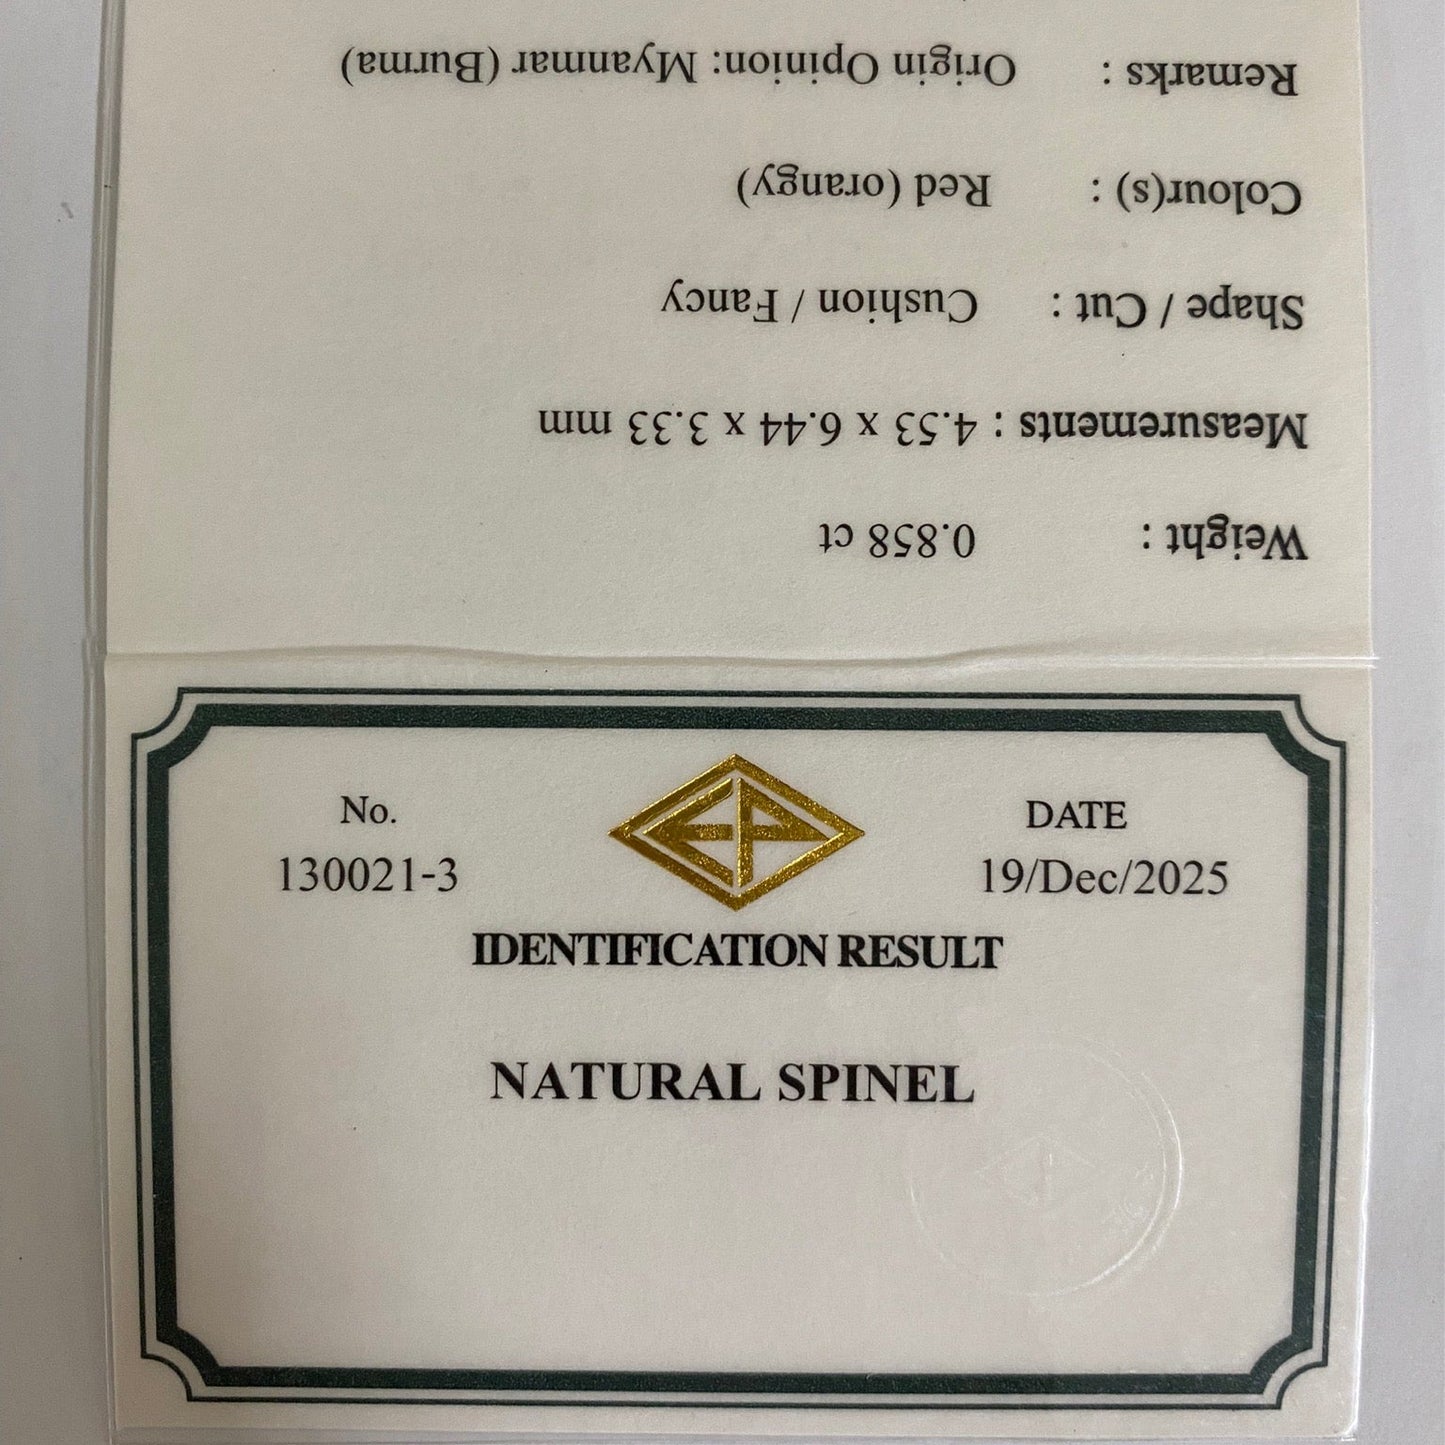 Weight : 0.858 ct
Measurements : 4.53 x 6.44 x 3.33 mm
Shape / Cut : Cushion / Fancy
Colour(s) : Red (orangy)
Remarks : Origin Opinion: Myanmar (Burma)
No.
130021-3
DATE
19/Dec/2025
IDENTIFICATION RESULT
NATURAL SPINEL